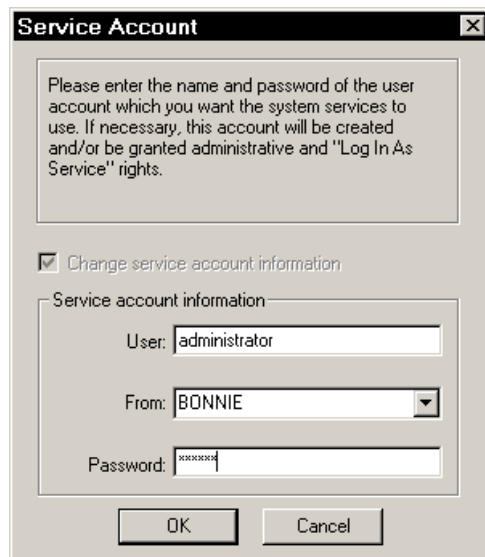 Service Account
Please enter the name and password of the user
account which you want the system services to
use. If necessary, this account will be created
and/or be granted administrative and "Log In As
Service" rights.
Change service account information
Service account information
User: administrator
From: BONNIE
Password: ******
OK Cancel